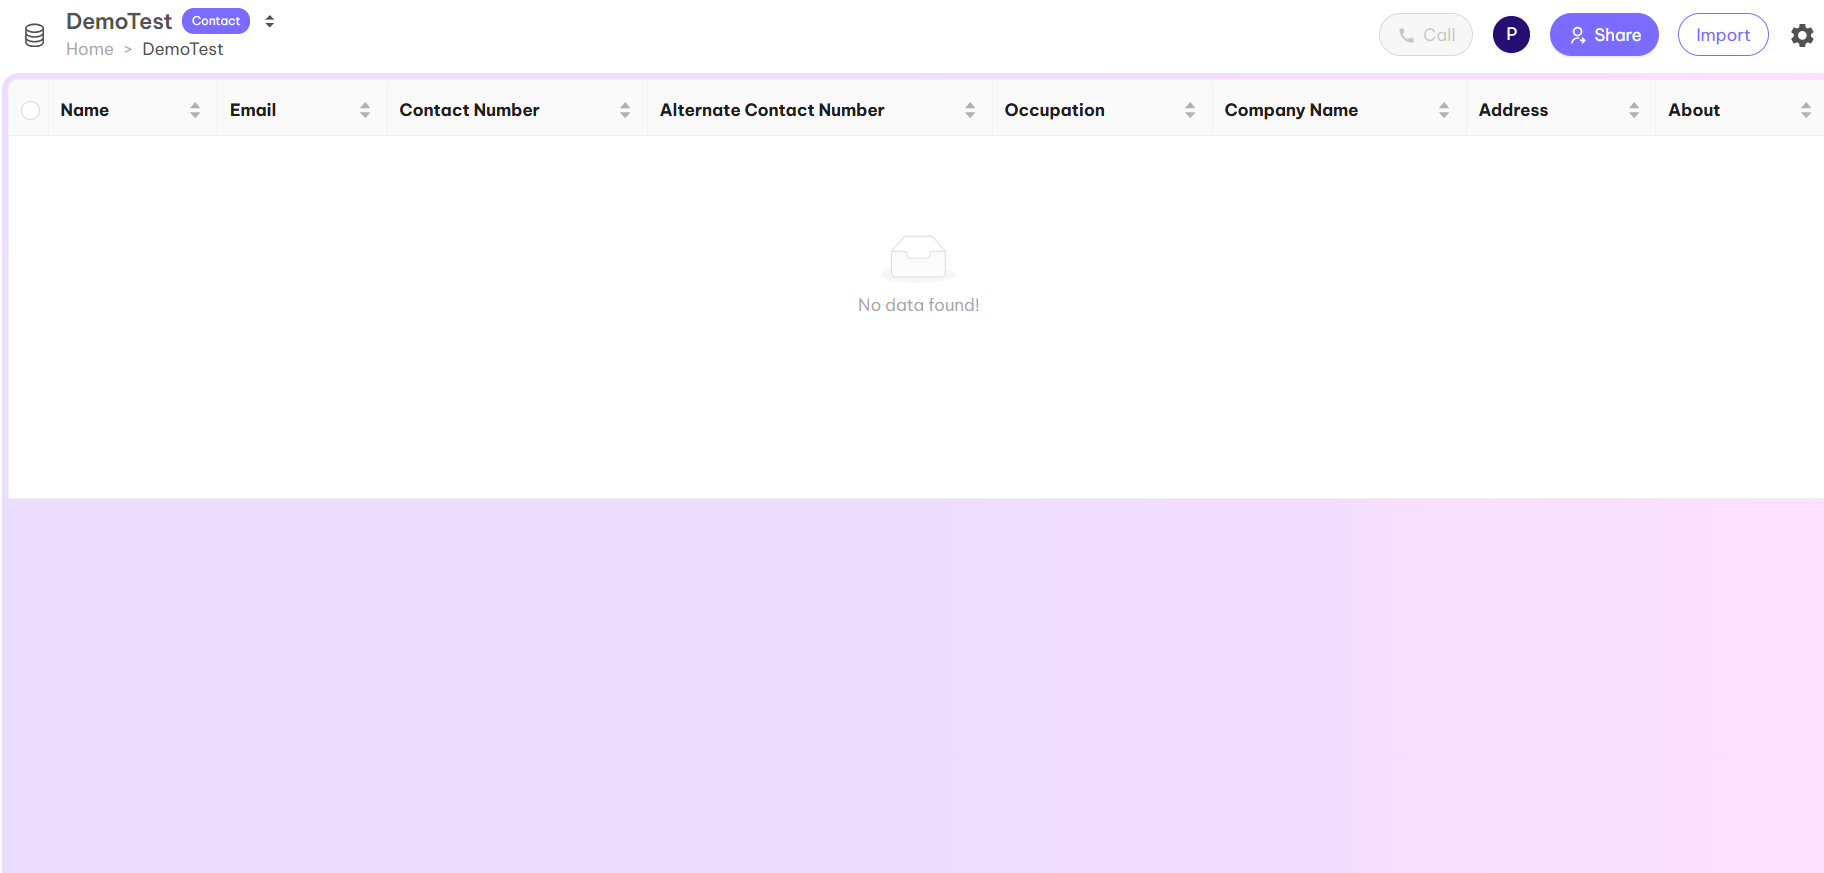 DemoTest Contact
Home > DemoTest
Call P Share Import
Name Email Contact Number Alternate Contact Number Occupation Company Name Address About
No data found!